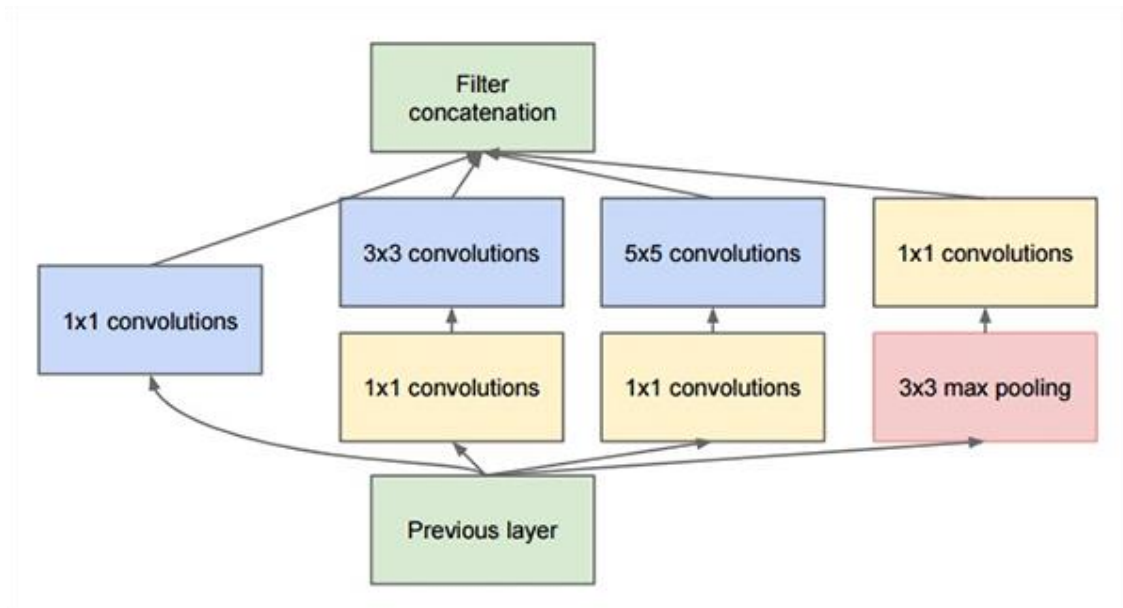 Filter
concatenation
3x3 convolutions
5x5 convolutions
1x1 convolutions
1x1 convolutions
1x1 convolutions
1x1 convolutions
3x3 max pooling
Previous layer